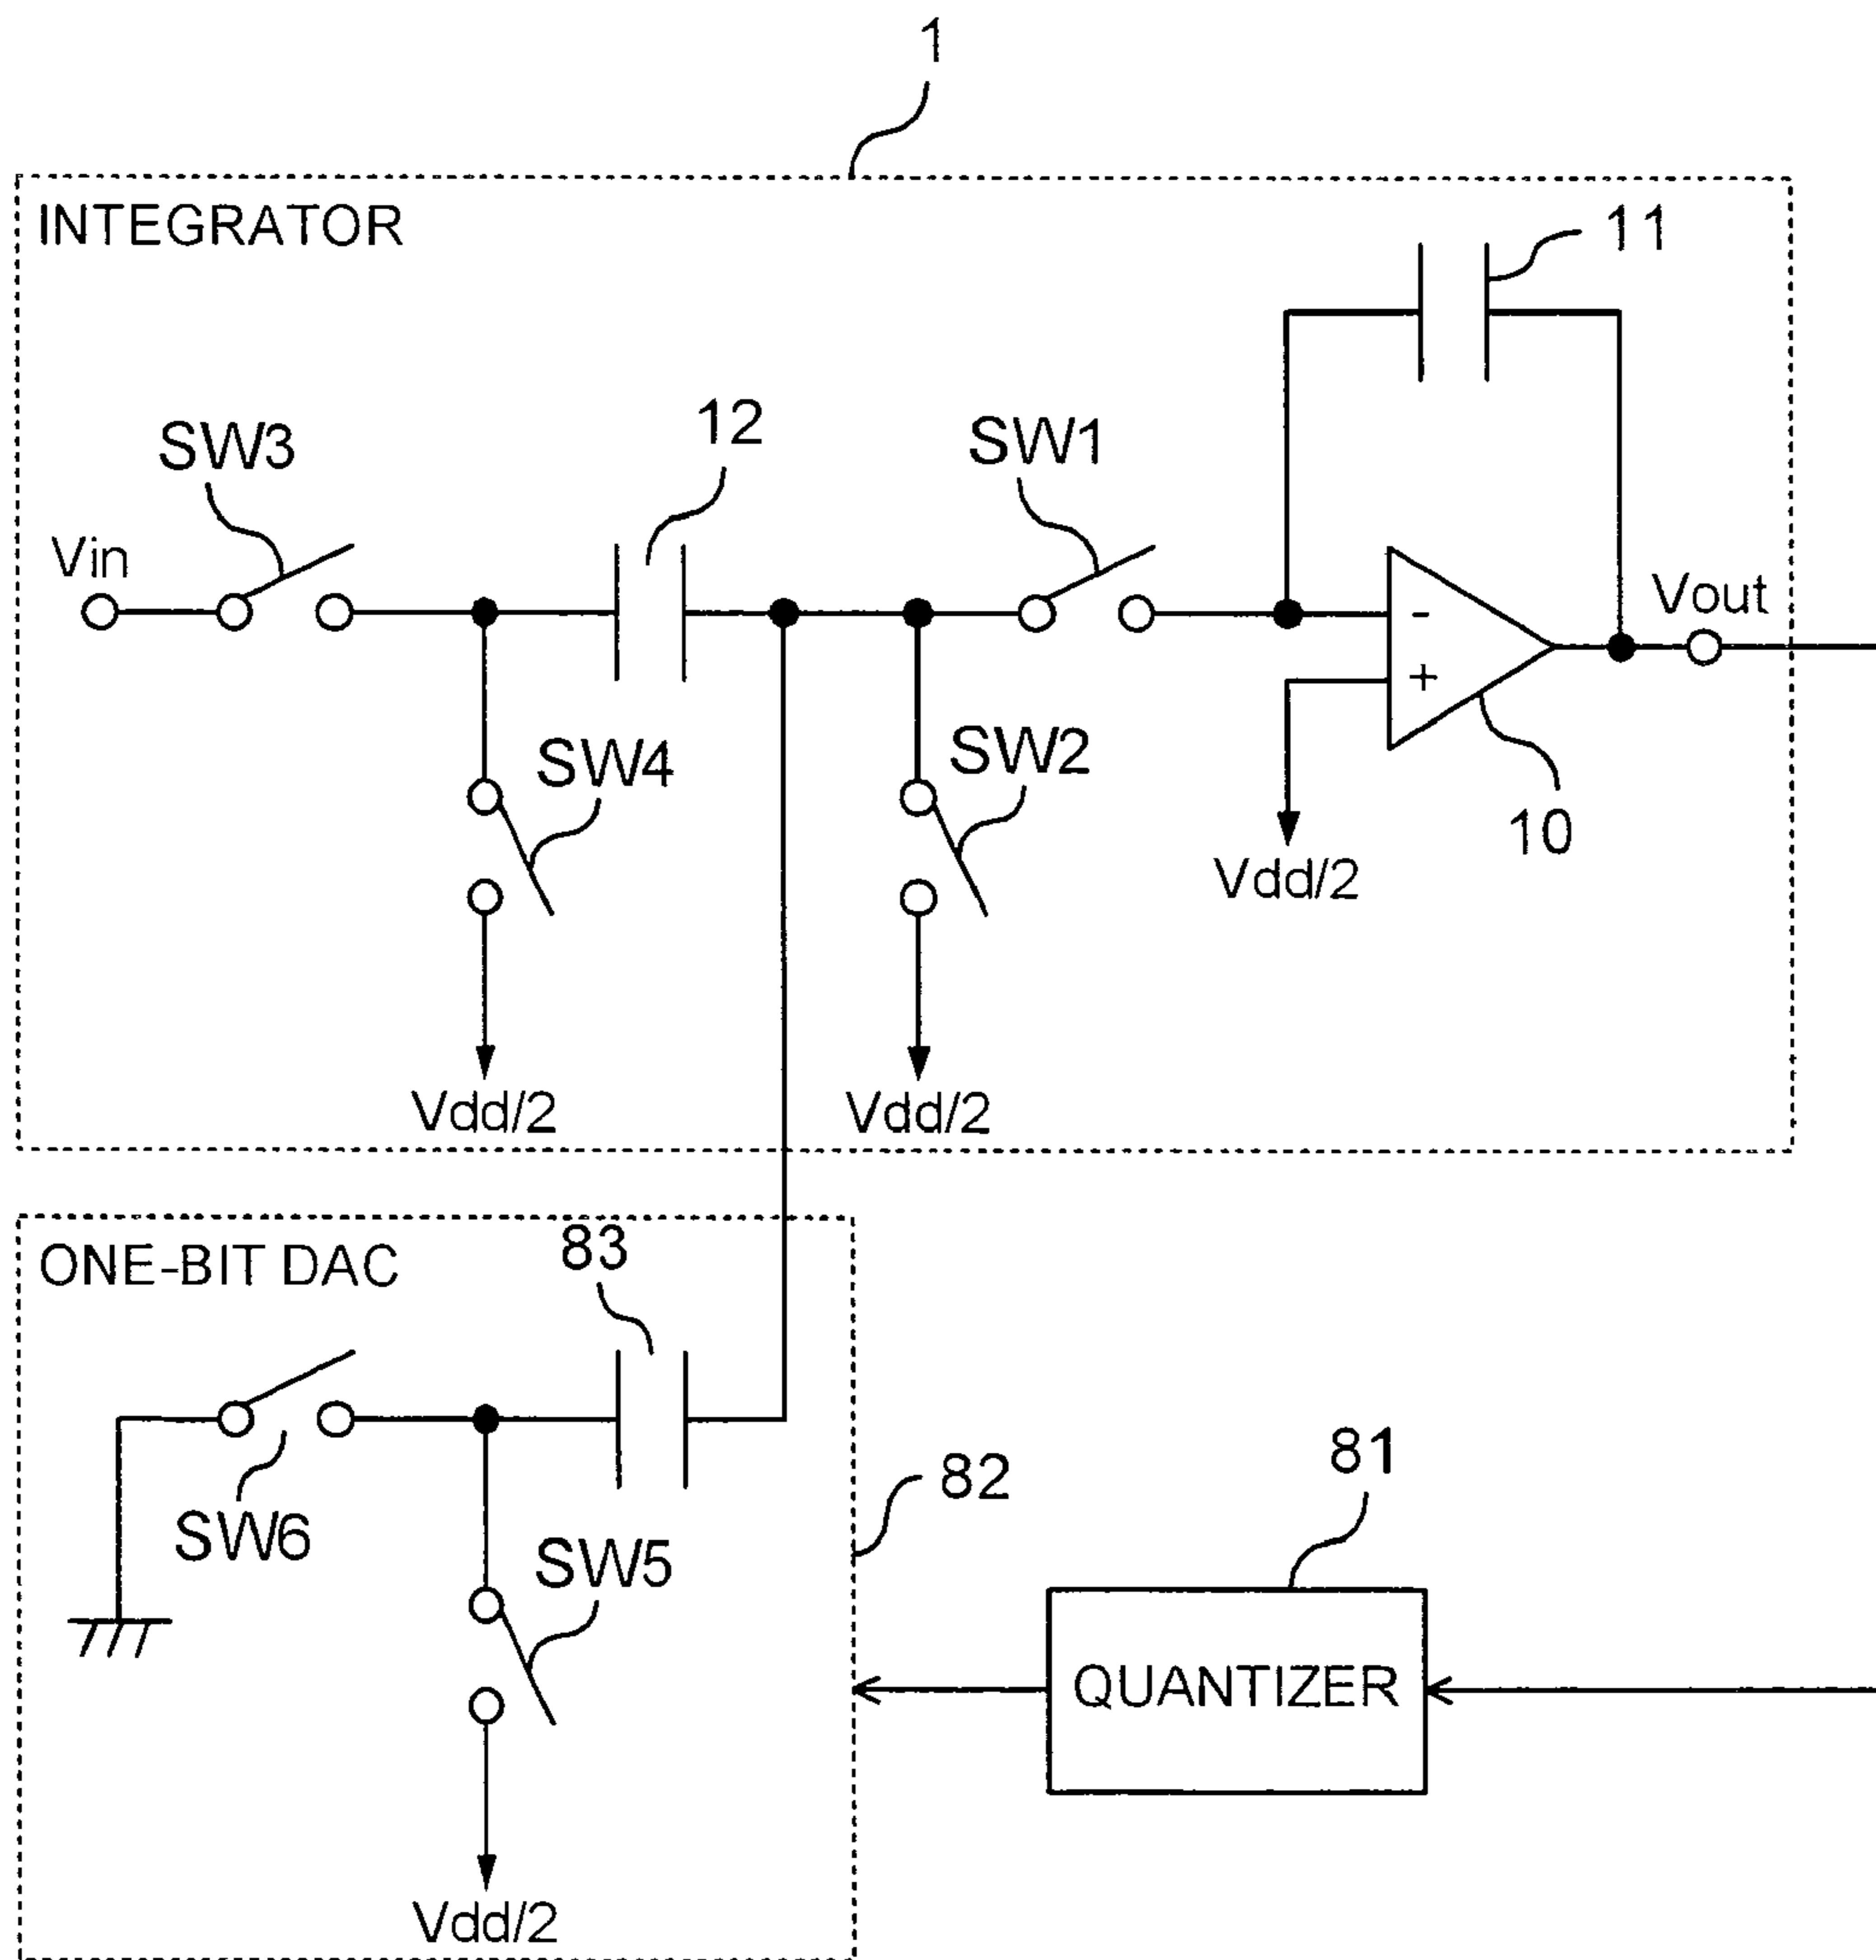 1
INTEGRATOR
11
12
SW3
SW1
Vin
Vout
-
+
SW4
SW2
10
Vdd/2
Vdd/2
Vdd/2
ONE-BIT DAC
83
81
82
SW6
SW5
QUANTIZER
Vdd/2